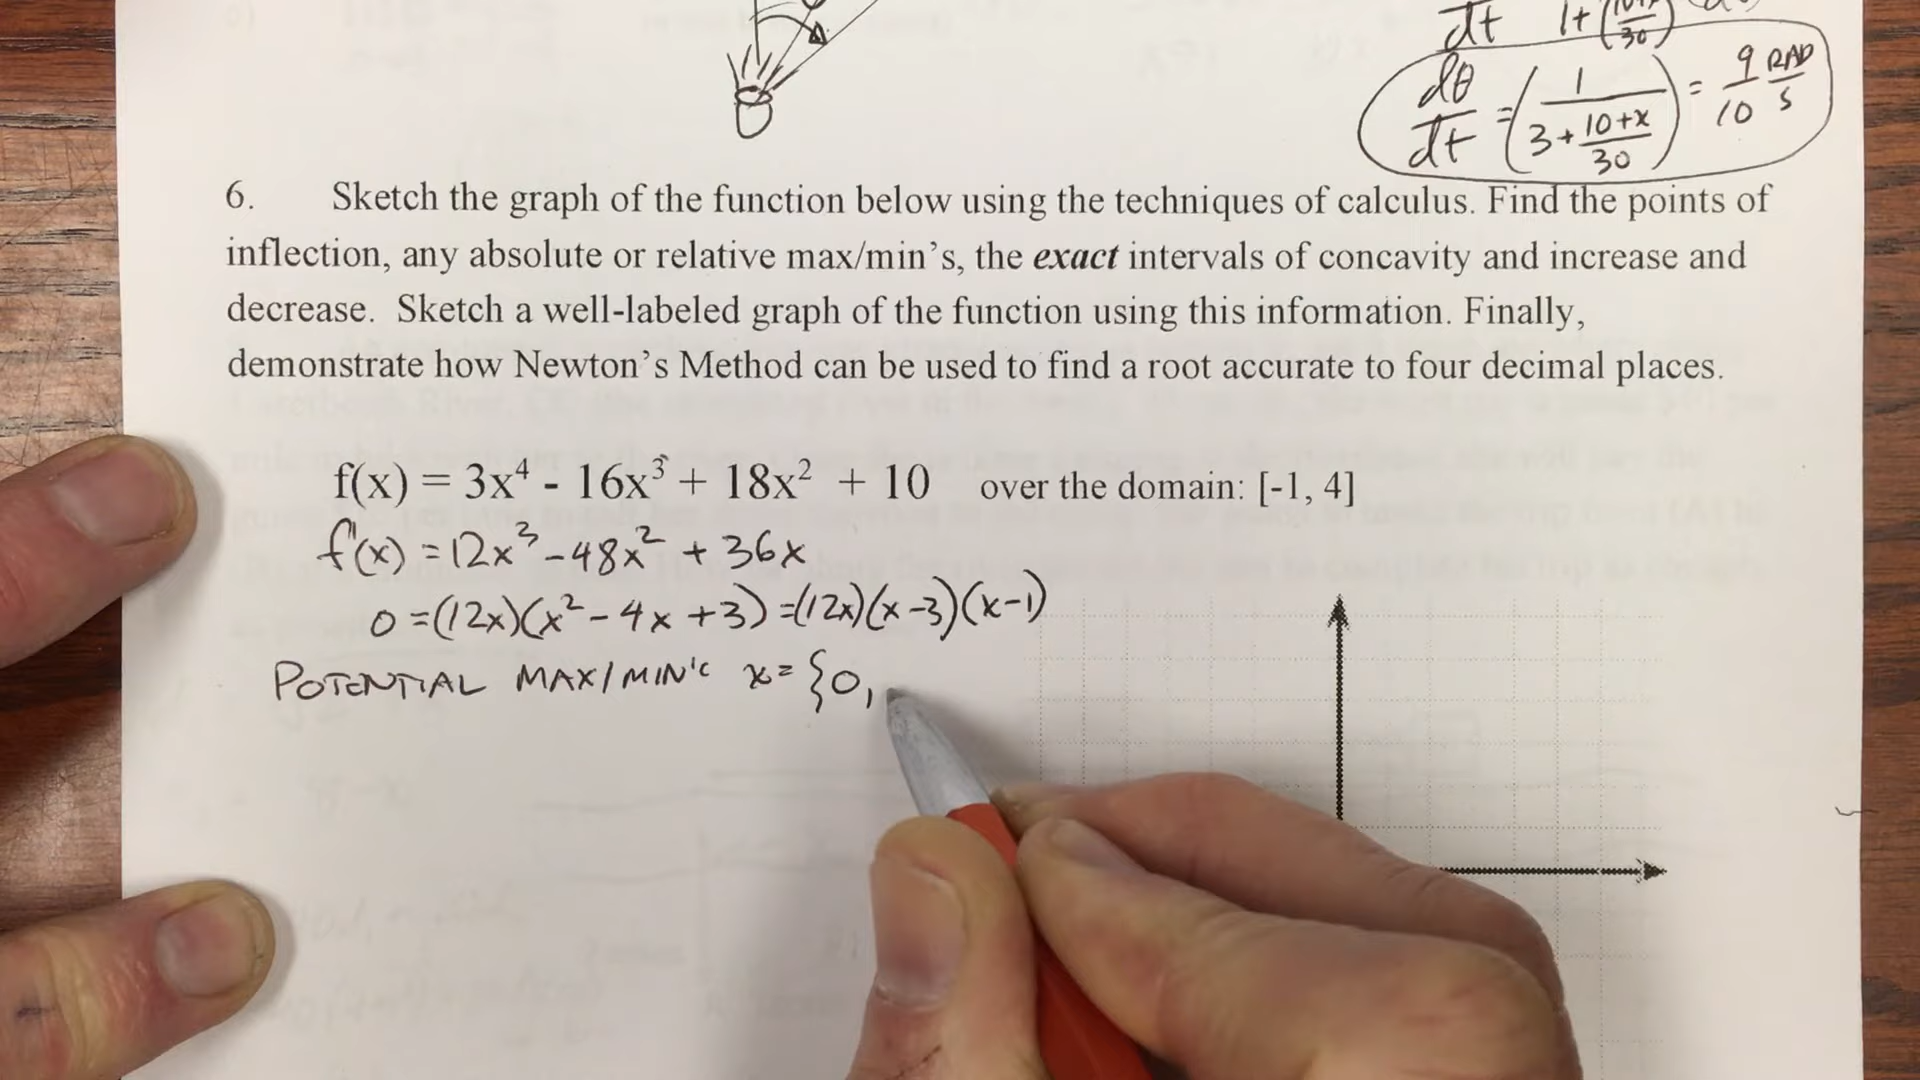 dt 1+(10+x/30)
dθ/dt = (1/(3+(10+x)/30)) = 9/10 RAD/S
6. Sketch the graph of the function below using the techniques of calculus. Find the points of
inflection, any absolute or relative max/min’s, the exact intervals of concavity and increase and
decrease. Sketch a well-labeled graph of the function using this information. Finally,
demonstrate how Newton’s Method can be used to find a root accurate to four decimal places.
f(x) = 3x⁴ - 16x³ + 18x² + 10 over the domain: [-1, 4]
f'(x) = 12x³ - 48x² + 36x
0 = (12x)(x² - 4x + 3) = (12x)(x - 3)(x - 1)
POTENTIAL MAX/MIN'S x = {0,